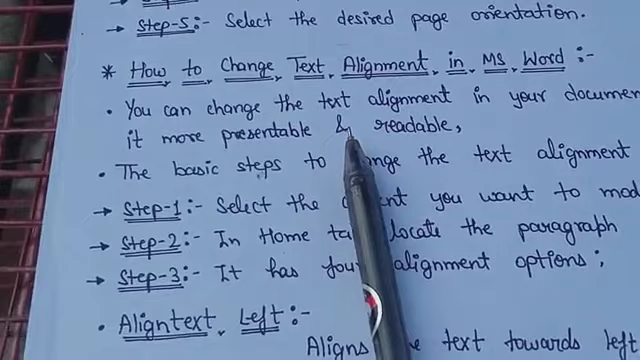 → Step-5:- Select the desired page orientation.
* How to Change Text Alignment in MS Word :-
• You can change the text alignment in your documen
it more presentable & readable,
• The basic steps to the text alignment
→ Step-1:- Select the you want to mod
→ Step-2:- In Home locate the paragraph
→ Step-3:- It has four alignment options;
• Aligntext Left :-
Aligns text towards left